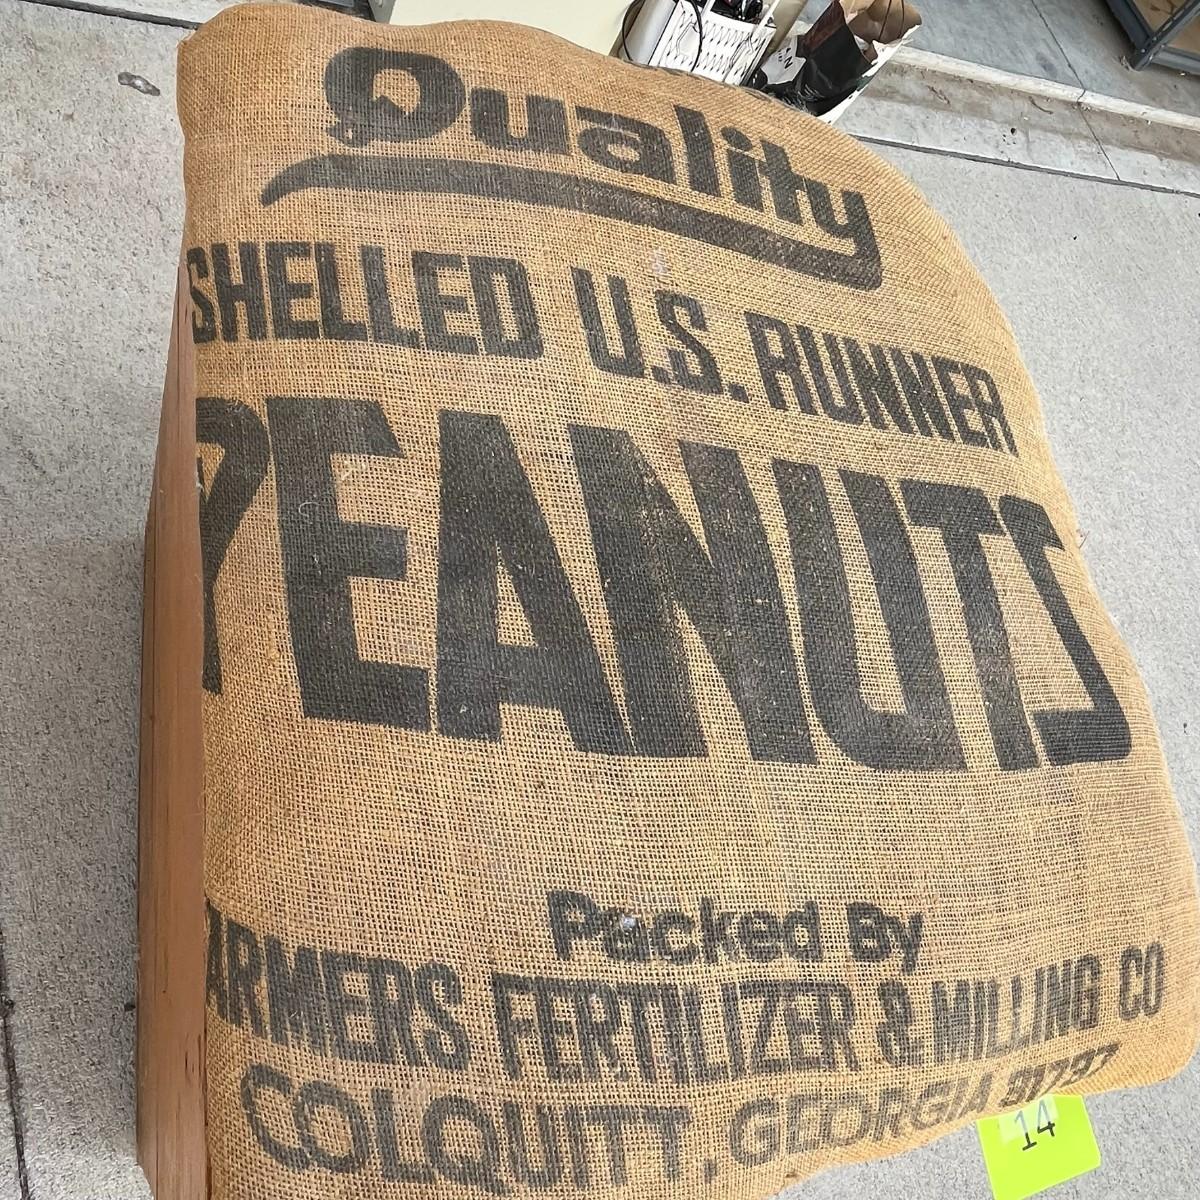 Quality
SHELLED U.S. RUNNER
PEANUTS
Packed By
FARMERS FERTILIZER & MILLING CO
COLQUITT, GEORGIA
14